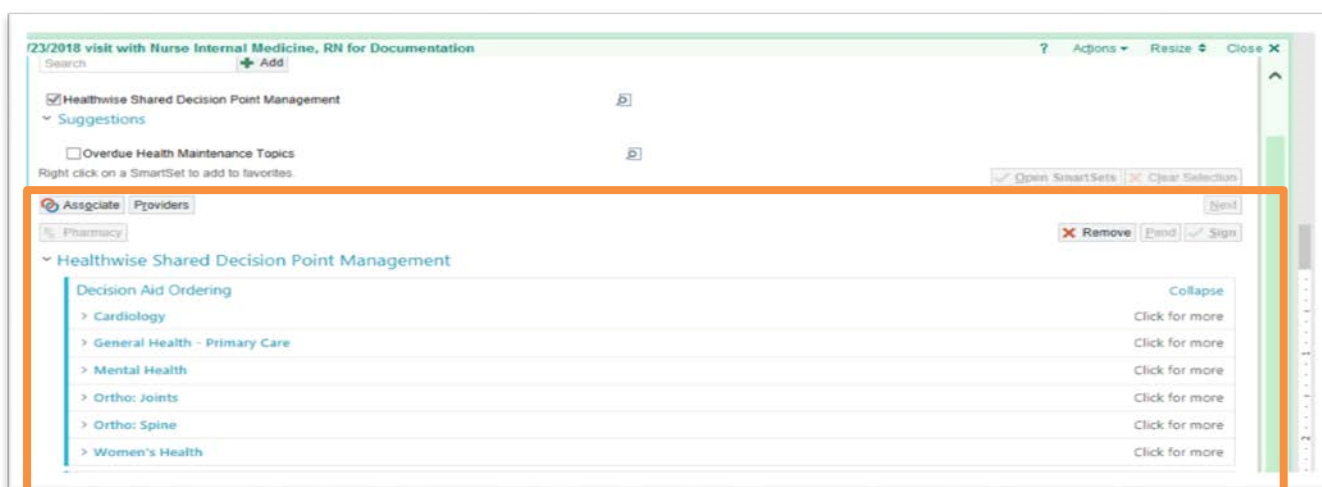 /23/2018 visit with Nurse Internal Medicine, RN for Documentation ? Actions Resize Close X
Search Add
Healthwise Shared Decision Point Management
Suggestions
Overdue Health Maintenance Topics
Right click on a SmartSet to add to favorites. Open SmartSets Clear Selection
Associate Providers Next
Pharmacy Remove Pend Sign
Healthwise Shared Decision Point Management
Decision Aid Ordering Collapse
> Cardiology Click for more
> General Health - Primary Care Click for more
> Mental Health Click for more
> Ortho: Joints Click for more
> Ortho: Spine Click for more
> Women's Health Click for more